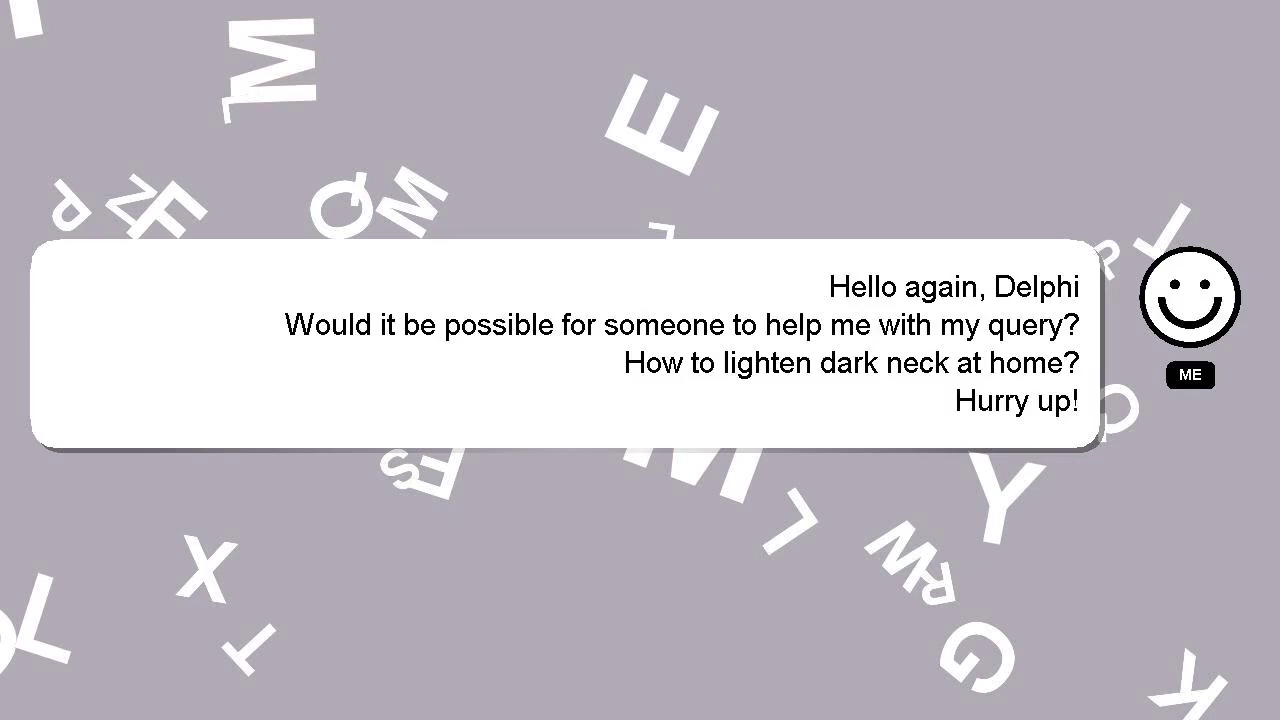 Hello again, Delphi
Would it be possible for someone to help me with my query?
How to lighten dark neck at home?
Hurry up!
ME